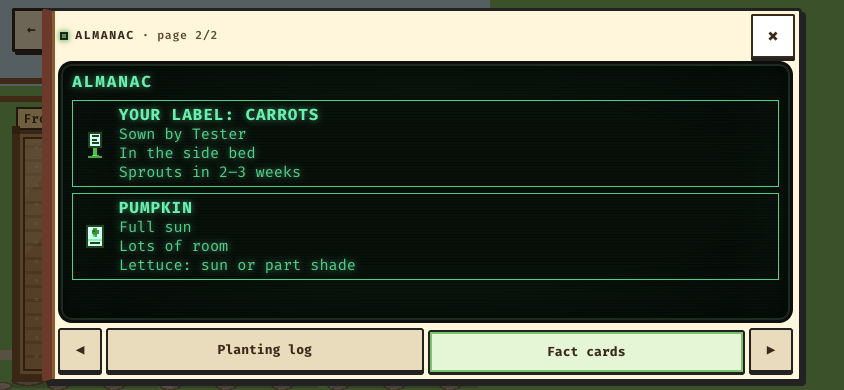 ALMANAC · page 2/2
ALMANAC
YOUR LABEL: CARROTS
Sown by Tester
In the side bed
Sprouts in 2–3 weeks
PUMPKIN
Full sun
Lots of room
Lettuce: sun or part shade
Planting log
Fact cards